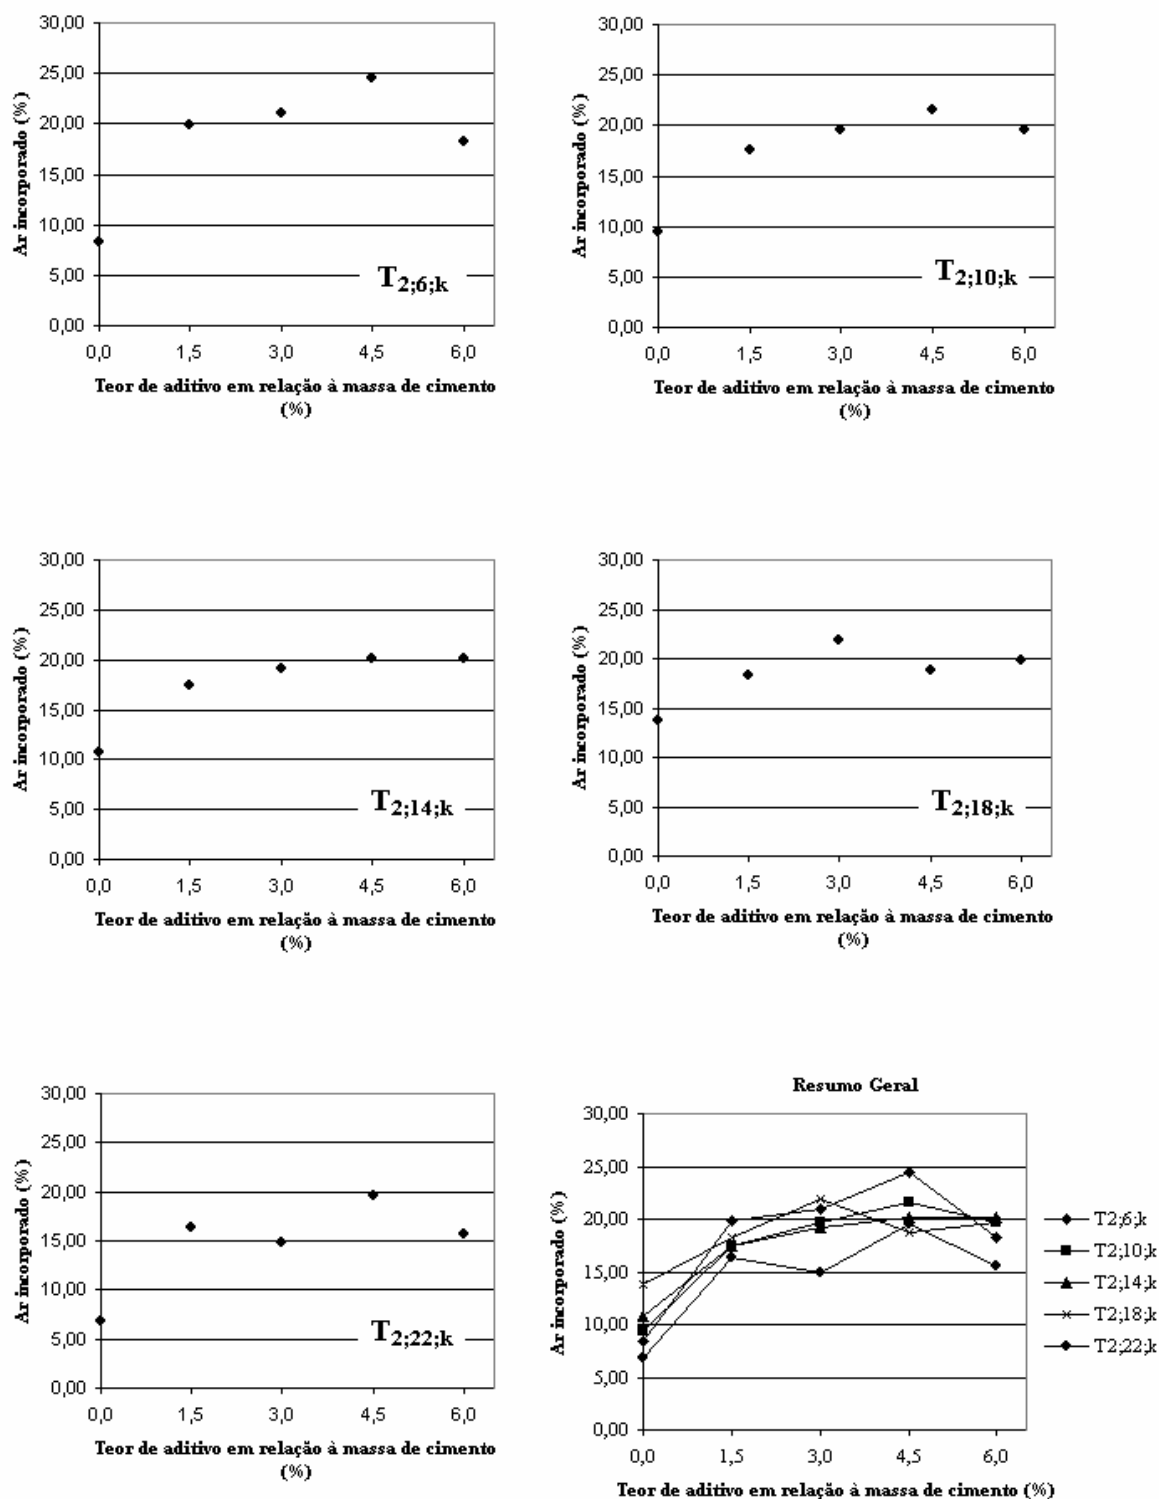 30,00
25,00
20,00
15,00
10,00
5,00
0,00
Ar incorporado (%)
T2;6;k
0,0 1,5 3,0 4,5 6,0
Teor de aditivo em relação à massa de cimento
(%)
30,00
25,00
20,00
15,00
10,00
5,00
0,00
Ar incorporado (%)
T2;10;k
0,0 1,5 3,0 4,5 6,0
Teor de aditivo em relação à massa de cimento
(%)
30,00
25,00
20,00
15,00
10,00
5,00
0,00
Ar incorporado (%)
T2;14;k
0,0 1,5 3,0 4,5 6,0
Teor de aditivo em relação à massa de cimento
(%)
30,00
25,00
20,00
15,00
10,00
5,00
0,00
Ar incorporado (%)
T2;18;k
0,0 1,5 3,0 4,5 6,0
Teor de aditivo em relação à massa de cimento
(%)
30,00
25,00
20,00
15,00
10,00
5,00
0,00
Ar incorporado (%)
T2;22;k
0,0 1,5 3,0 4,5 6,0
Teor de aditivo em relação à massa de cimento
(%)
Resumo Geral
30,00
25,00
20,00
15,00
10,00
5,00
0,00
Ar incorporado (%)
T2;6;k
T2;10;k
T2;14;k
T2;18;k
T2;22;k
0,0 1,5 3,0 4,5 6,0
Teor de aditivo em relação à massa de cimento (%)